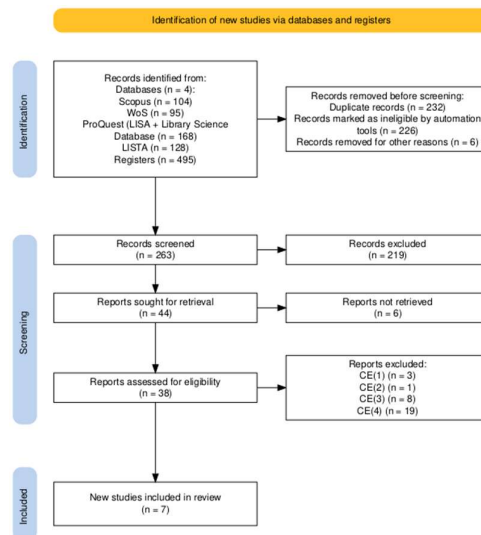 Identification of new studies via databases and registers
Identification
Records identified from:
Databases (n = 4):
Scopus (n = 104)
WoS (n = 95)
ProQuest (LISA + Library Science
Database (n = 168)
LISTA (n = 128)
Registers (n = 495)
Records removed before screening:
Duplicate records (n = 232)
Records marked as ineligible by automation
tools (n = 226)
Records removed for other reasons (n = 6)
Screening
Records screened
(n = 263)
Records excluded
(n = 219)
Reports sought for retrieval
(n = 44)
Reports not retrieved
(n = 6)
Reports assessed for eligibility
(n = 38)
Reports excluded:
CE(1) (n = 3)
CE(2) (n = 1)
CE(3) (n = 8)
CE(4) (n = 19)
Included
New studies included in review
(n = 7)